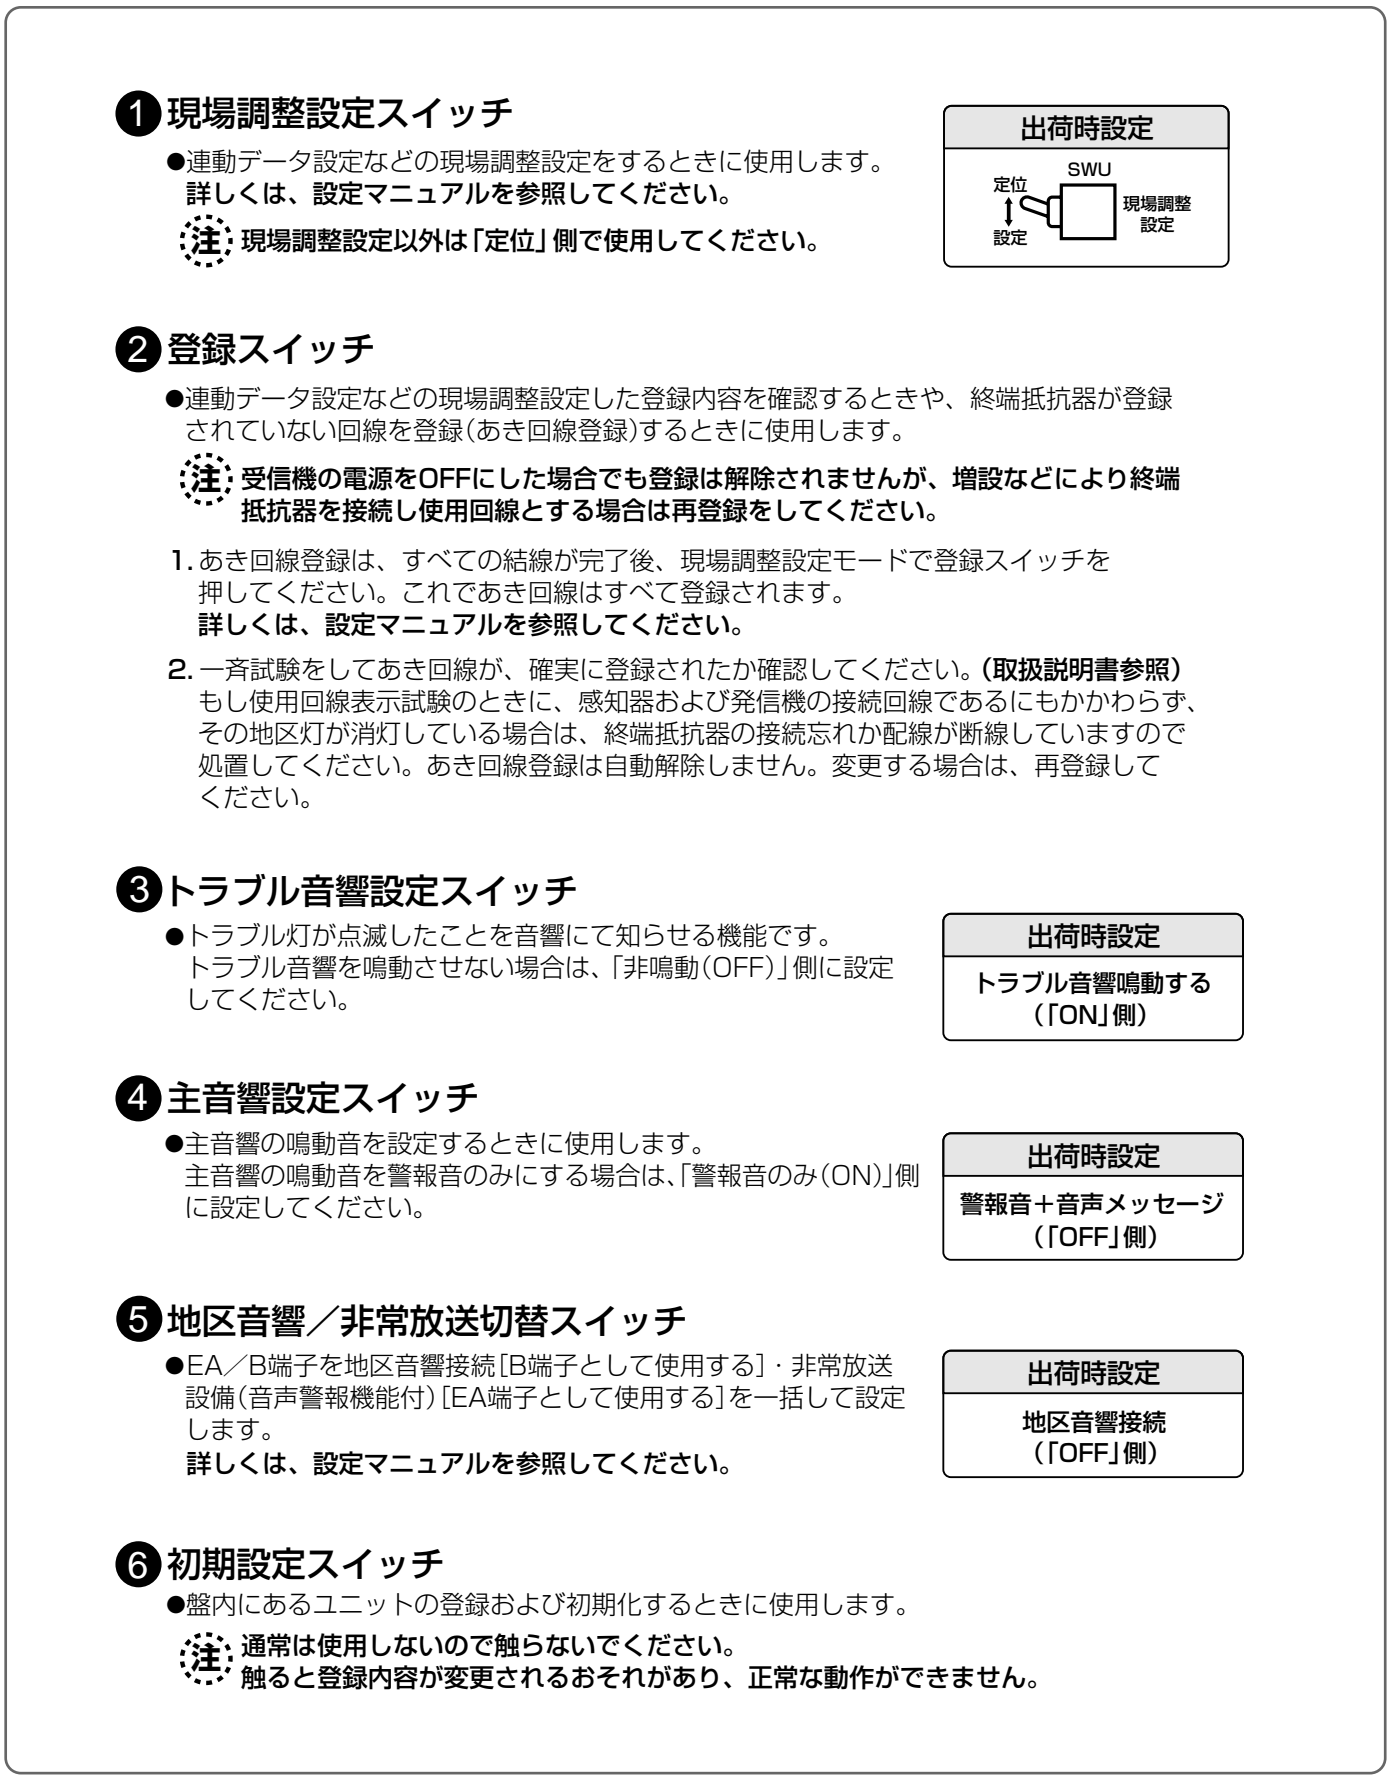 ❶現場調整設定スイッチ
●連動データ設定などの現場調整設定をするときに使用します。
詳しくは、設定マニュアルを参照してください。
注 現場調整設定以外は「定位」側で使用してください。
出荷時設定
SWU
定位
設定
現場調整
設定
❷登録スイッチ
●連動データ設定などの現場調整設定した登録内容を確認するときや、終端抵抗器が登録
されていない回線を登録(あき回線登録)するときに使用します。
注 受信機の電源をOFFにした場合でも登録は解除されませんが、増設などにより終端
抵抗器を接続し使用回線とする場合は再登録をしてください。
1. あき回線登録は、すべての結線が完了後、現場調整設定モードで登録スイッチを
押してください。これであき回線はすべて登録されます。
詳しくは、設定マニュアルを参照してください。
2. 一斉試験をしてあき回線が、確実に登録されたか確認してください。(取扱説明書参照)
もし使用回線表示試験のときに、感知器および発信機の接続回線であるにもかかわらず、
その地区灯が消灯している場合は、終端抵抗器の接続忘れか配線が断線していますので
処置してください。あき回線登録は自動解除しません。変更する場合は、再登録して
ください。
❸トラブル音響設定スイッチ
●トラブル灯が点滅したことを音響にて知らせる機能です。
トラブル音響を鳴動させない場合は、「非鳴動(OFF)」側に設定
してください。
出荷時設定
トラブル音響鳴動する
(「ON」側)
❹主音響設定スイッチ
●主音響の鳴動音を設定するときに使用します。
主音響の鳴動音を警報音のみにする場合は、「警報音のみ(ON)」側
に設定してください。
出荷時設定
警報音+音声メッセージ
(「OFF」側)
❺地区音響／非常放送切替スイッチ
●EA／B端子を地区音響接続[B端子として使用する]・非常放送
設備(音声警報機能付)[EA端子として使用する]を一括して設定
します。
詳しくは、設定マニュアルを参照してください。
出荷時設定
地区音響接続
(「OFF」側)
❻初期設定スイッチ
●盤内にあるユニットの登録および初期化するときに使用します。
注 通常は使用しないので触らないでください。
触ると登録内容が変更されるおそれがあり、正常な動作ができません。